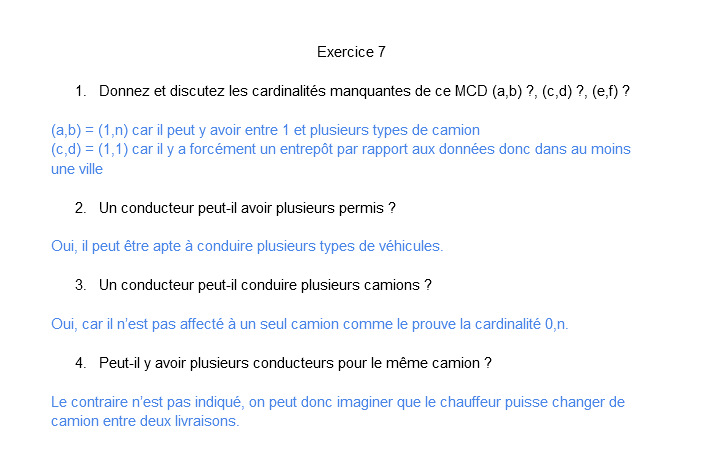 Exercice 7
1. Donnez et discutez les cardinalités manquantes de ce MCD (a,b) ?, (c,d) ?, (e,f) ?
(a,b) = (1,n) car il peut y avoir entre 1 et plusieurs types de camion
(c,d) = (1,1) car il y a forcément un entrepôt par rapport aux données donc dans au moins
une ville
2. Un conducteur peut-il avoir plusieurs permis ?
Oui, il peut être apte à conduire plusieurs types de véhicules.
3. Un conducteur peut-il conduire plusieurs camions ?
Oui, car il n'est pas affecté à un seul camion comme le prouve la cardinalité 0,n.
4. Peut-il y avoir plusieurs conducteurs pour le même camion ?
Le contraire n'est pas indiqué, on peut donc imaginer que le chauffeur puisse changer de
camion entre deux livraisons.